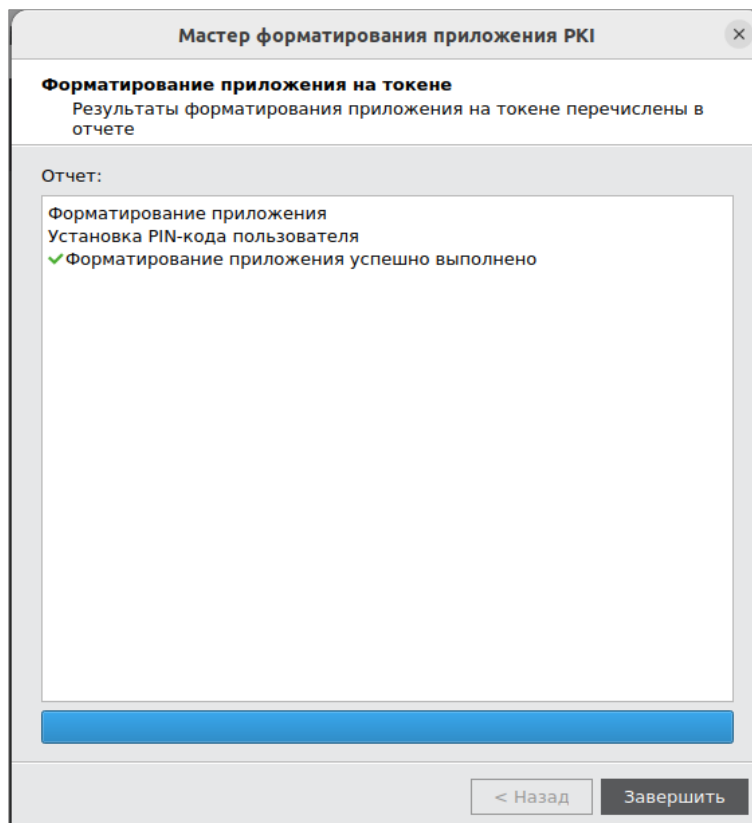 Мастер форматирования приложения PKI
Форматирование приложения на токене
Результаты форматирования приложения на токене перечислены в
отчете
Отчет:
Форматирование приложения
Установка PIN-кода пользователя
Форматирование приложения успешно выполнено
< Назад
Завершить